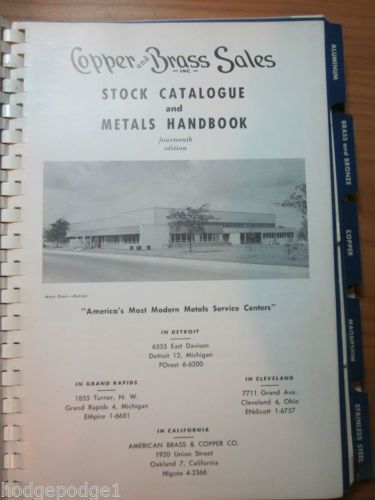 Copper and Brass Sales
INC
STOCK CATALOGUE
and
METALS HANDBOOK
fourteenth
edition
Main Plant—Detroit
"America's Most Modern Metals Service Centers"
IN DETROIT
6555 East Davison
Detroit 12, Michigan
FOrest 6-6200
IN GRAND RAPIDS
1855 Turner, N. W.
Grand Rapids 4, Michigan
EMpire 1-6681
IN CLEVELAND
7711 Grand Ave.
Cleveland 4, Ohio
ENdicott 1-6757
IN CALIFORNIA
AMERICAN BRASS & COPPER CO.
1920 Union Street
Oakland 7, California
Higate 4-2366
ALUMINUM
BRASS and BRONZE
COPPER
MAGNESIUM
STAINLESS STEEL
hodgepodge1